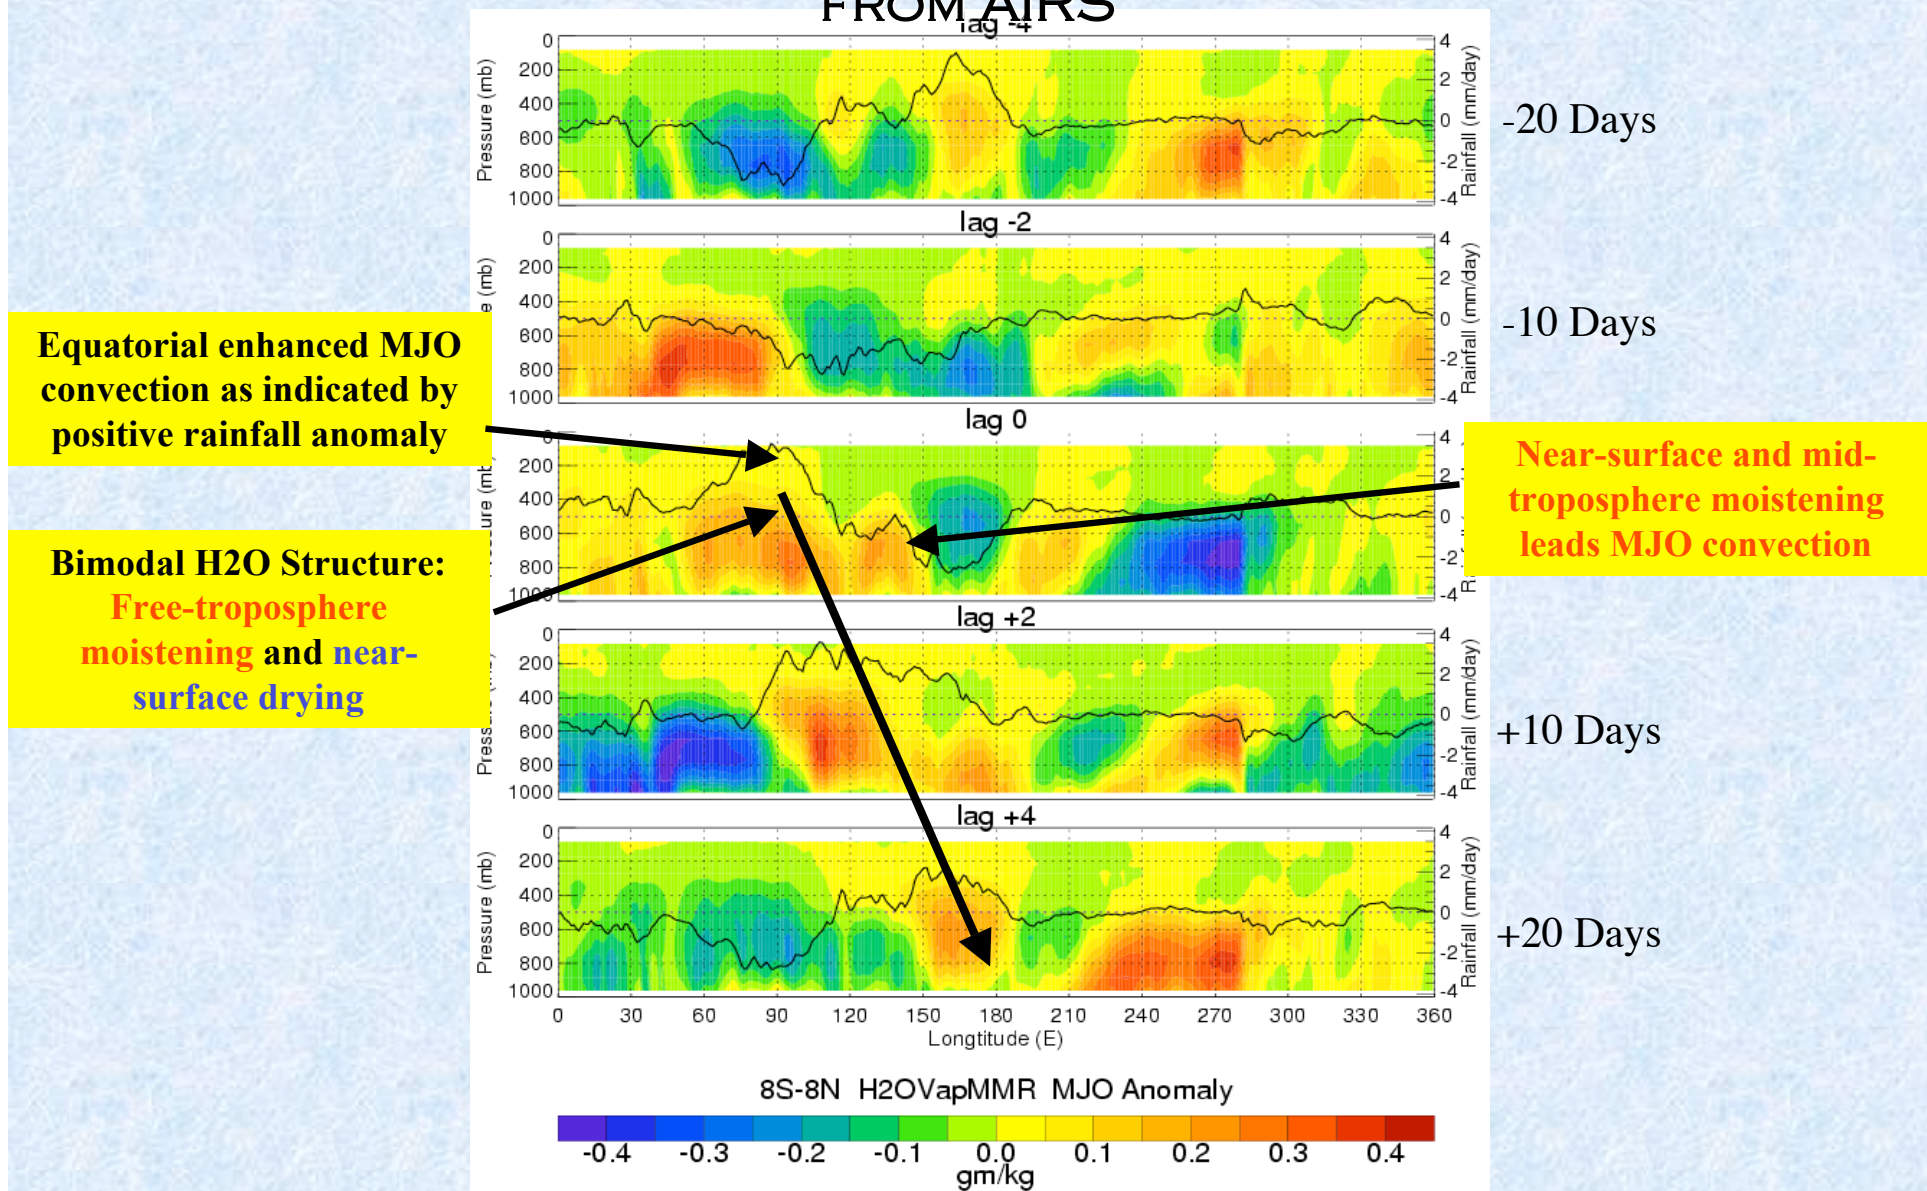 FROM AIRS
lag -4
0
200
400
600
800
1000
Pressure (mb)
4
2
0
-2
-4
Rainfall (mm/day)
-20 Days
lag -2
0
200
400
600
800
1000
4
2
0
-2
-4
Rainfall (mm/day)
-10 Days
Equatorial enhanced MJO
convection as indicated by
positive rainfall anomaly
lag 0
200
400
600
800
4
2
0
-2
-4
Near-surface and mid-
troposphere moistening
leads MJO convection
Bimodal H2O Structure:
Free-troposphere
moistening and near-
surface drying
lag +2
0
200
400
600
800
1000
4
2
0
-2
-4
Rainfall (mm/day)
+10 Days
lag +4
0
200
400
600
800
1000
Pressure (mb)
4
2
0
-2
-4
Rainfall (mm/day)
+20 Days
0 30 60 90 120 150 180 210 240 270 300 330 360
Longtitude (E)
8S-8N H2OVapMMR MJO Anomaly
-0.4 -0.3 -0.2 -0.1 0.0 0.1 0.2 0.3 0.4
gm/kg